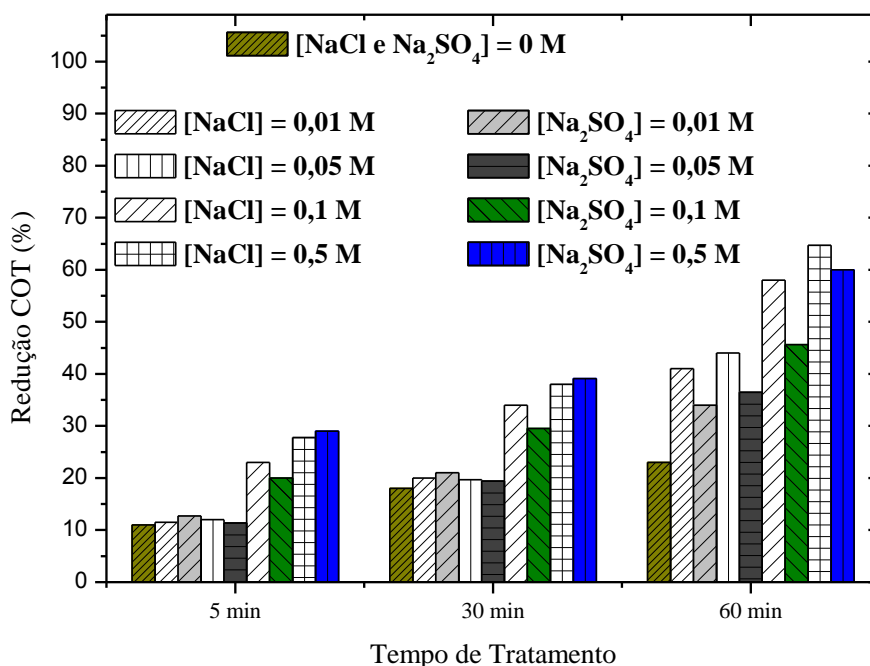 [NaCl e Na₂SO₄] = 0 M
[NaCl] = 0,01 M
[Na₂SO₄] = 0,01 M
[NaCl] = 0,05 M
[Na₂SO₄] = 0,05 M
[NaCl] = 0,1 M
[Na₂SO₄] = 0,1 M
[NaCl] = 0,5 M
[Na₂SO₄] = 0,5 M
Redução COT (%)
100
90
80
70
60
50
40
30
20
10
0
5 min
30 min
60 min
Tempo de Tratamento